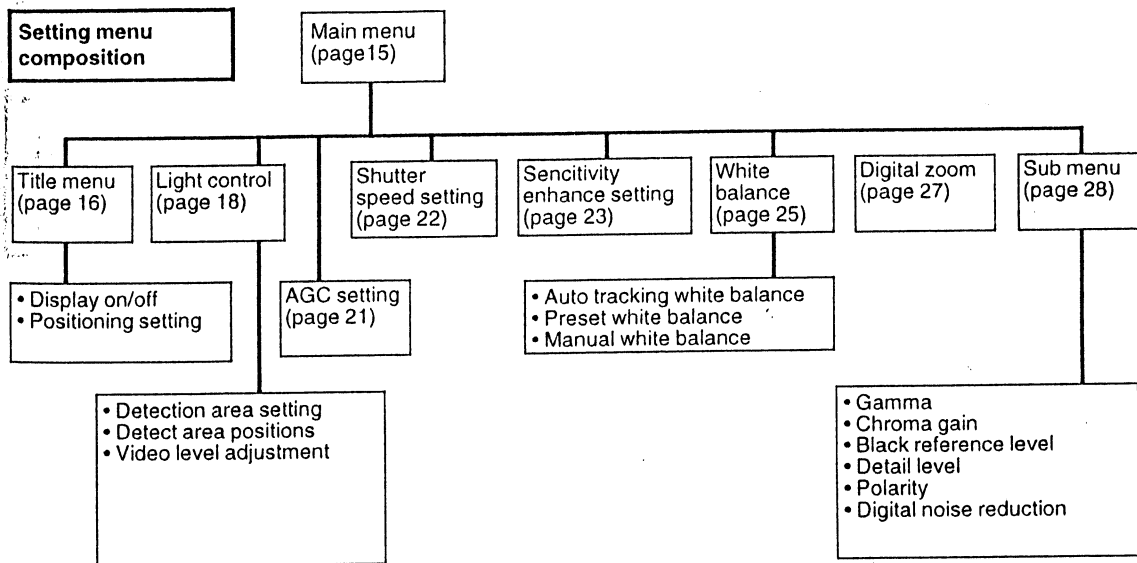 Setting menu
composition
Main menu
(page15)
Title menu
(page 16)
Light control
(page 18)
Shutter
speed setting
(page 22)
Sencitivity
enhance setting
(page 23)
White
balance
(page 25)
Digital zoom
(page 27)
Sub menu
(page 28)
• Display on/off
• Positioning setting
AGC setting
(page 21)
• Auto tracking white balance
• Preset white balance
• Manual white balance
• Detection area setting
• Detect area positions
• Video level adjustment
• Gamma
• Chroma gain
• Black reference level
• Detail level
• Polarity
• Digital noise reduction